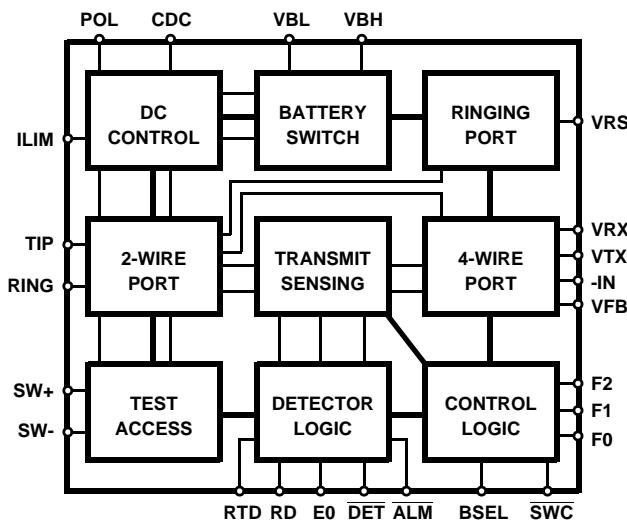 POL CDC VBL VBH
DC CONTROL
BATTERY SWITCH
RINGING PORT
ILIM
VRS
TIP
RING
2-WIRE PORT
TRANSMIT SENSING
4-WIRE PORT
VRX
VTX
-IN
VFB
SW+
SW-
TEST ACCESS
DETECTOR LOGIC
CONTROL LOGIC
F2
F1
F0
RTD RD E0 DET ALM BSEL SWC